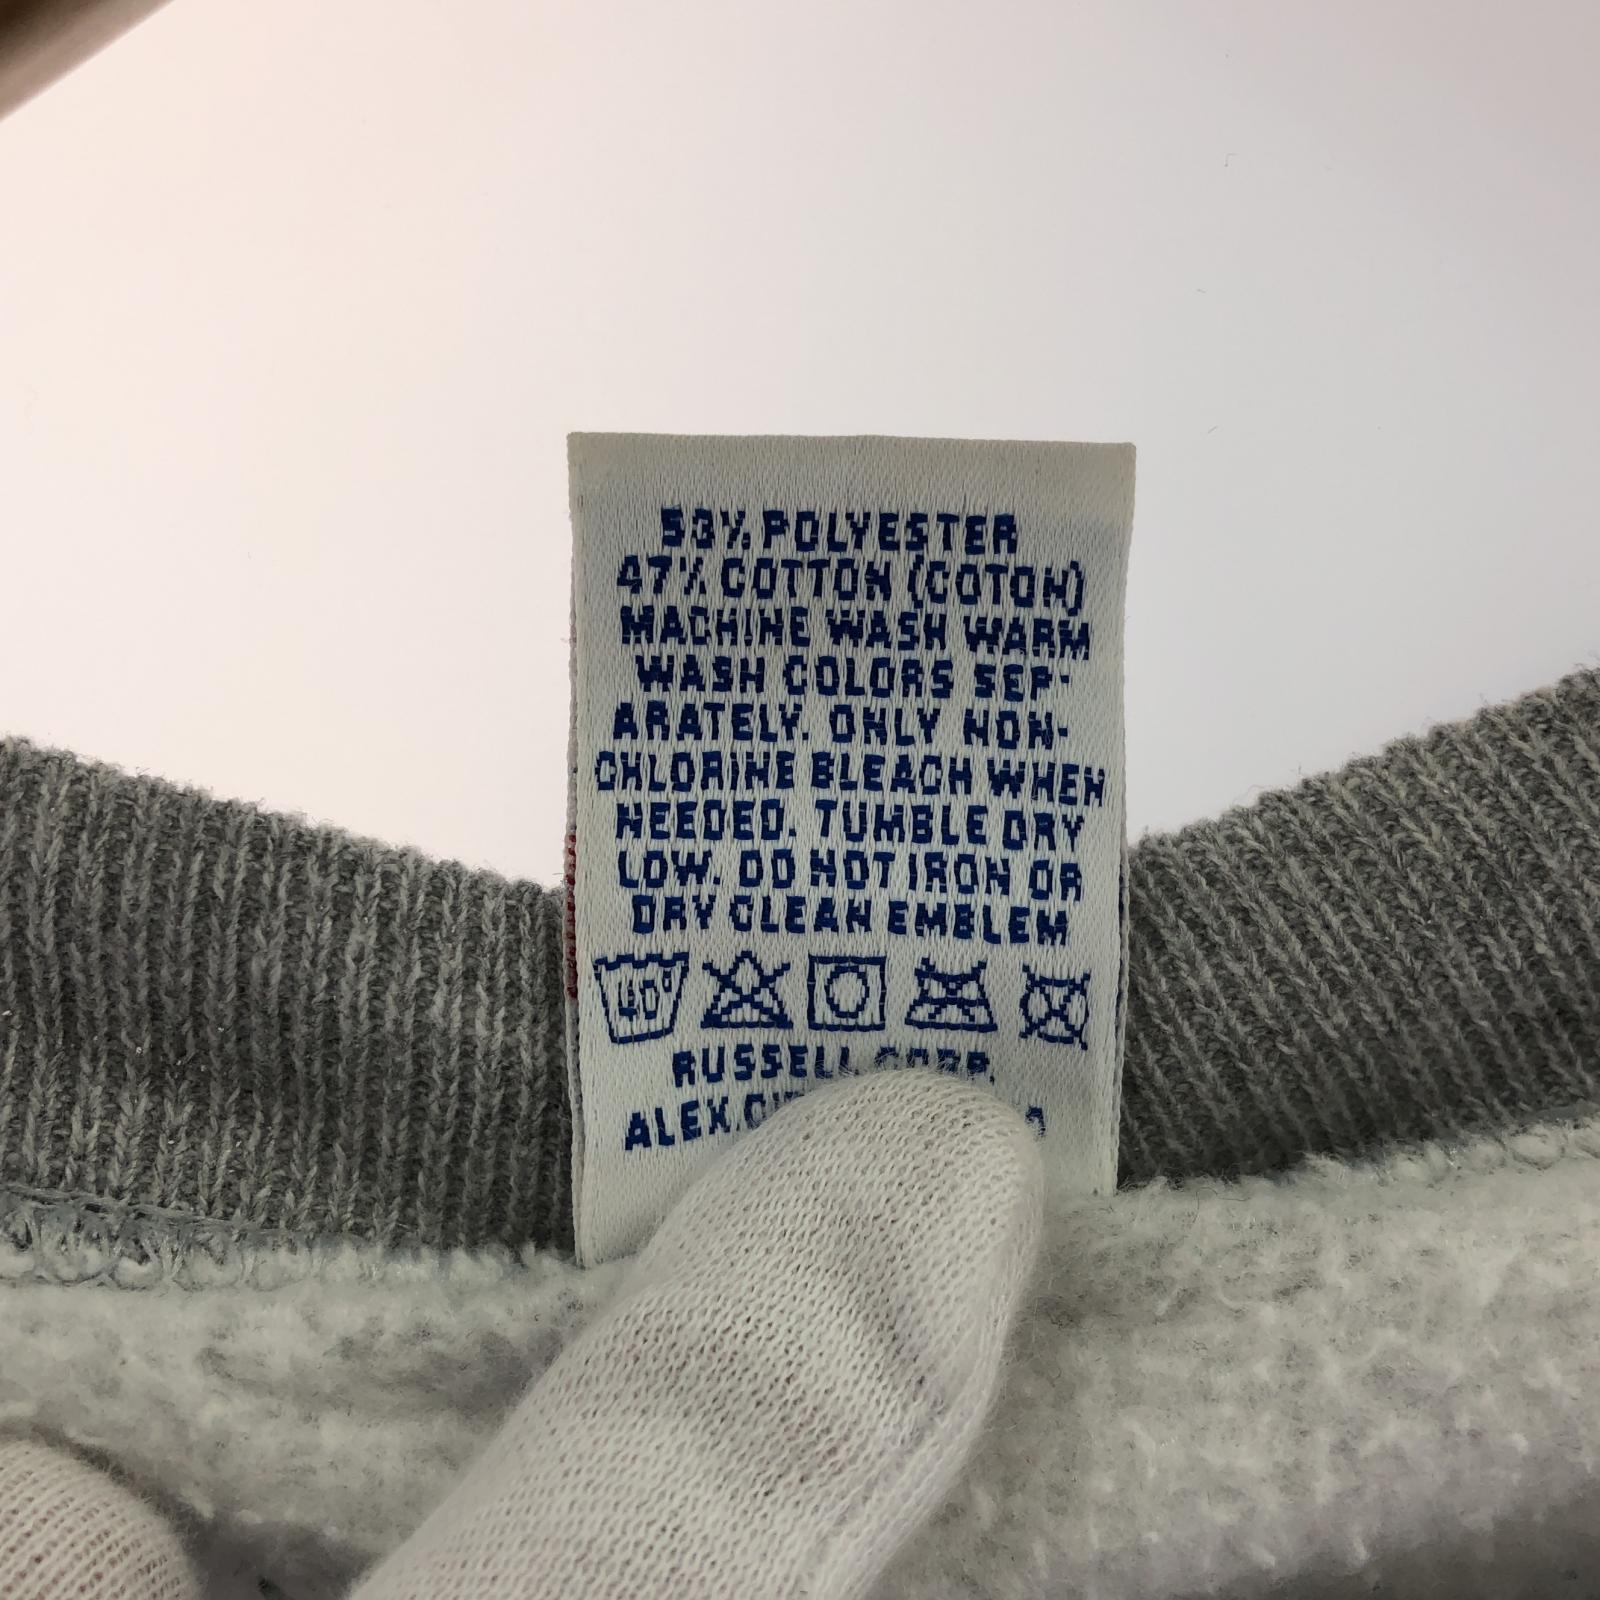 53% POLYESTER
47% COTTON (COTON)
MACHINE WASH WARM
WASH COLORS SEP-
ARATELY. ONLY NON-
CHLORINE BLEACH WHEN
NEEDED. TUMBLE DRY
LOW. DO NOT IRON OR
DRY CLEAN EMBLEM
40°
RUSSELL CORP.
ALEX.